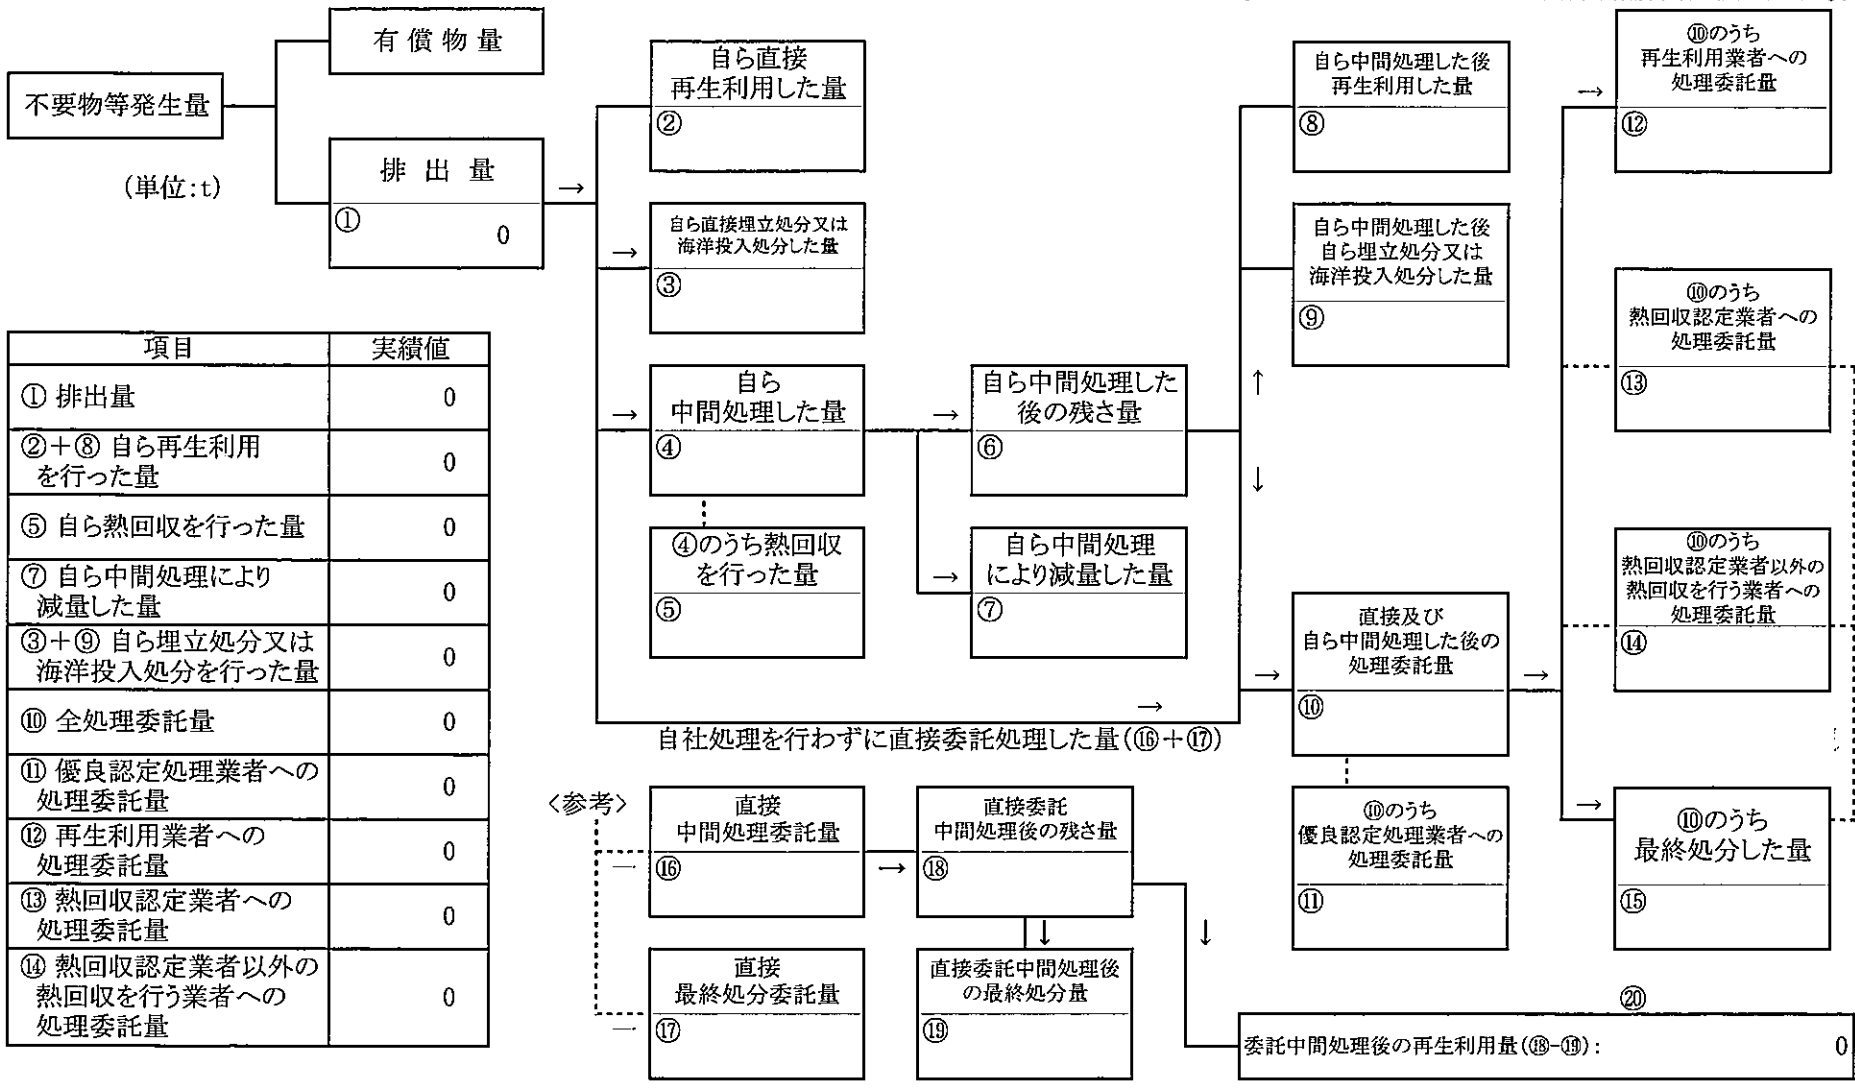 有償物量
不要物等発生量
(単位:t)
排出量
①
0
→
自ら直接
再生利用した量
②
→
自ら直接埋立処分又は
海洋投入処分した量
③
→
自ら
中間処理した量
④
④のうち熱回収
を行った量
⑤
→
自ら中間処理した
後の残さ量
⑥
→
自ら中間処理
により減量した量
⑦
自ら中間処理した後
再生利用した量
⑧
自ら中間処理した後
自ら埋立処分又は
海洋投入処分した量
⑨
↑
↓
→
自社処理を行わずに直接委託処理した量(⑯+⑰)
→
直接及び
自ら中間処理した後の
処理委託量
⑩
⑩のうち
優良認定処理業者への
処理委託量
⑪
→
→
⑩のうち
再生利用業者への
処理委託量
⑫
⑩のうち
熱回収認定業者への
処理委託量
⑬
⑩のうち
熱回収認定業者以外の
熱回収を行う業者への
処理委託量
⑭
→
⑩のうち
最終処分した量
⑮
項目 実績値
① 排出量 0
②+⑧ 自ら再生利用
を行った量 0
⑤ 自ら熱回収を行った量 0
⑦ 自ら中間処理により
減量した量 0
③+⑨ 自ら埋立処分又は
海洋投入処分を行った量 0
⑩ 全処理委託量 0
⑪ 優良認定処理業者への
処理委託量 0
⑫ 再生利用業者への
処理委託量 0
⑬ 熱回収認定業者への
処理委託量 0
⑭ 熱回収認定業者以外の
熱回収を行う業者への
処理委託量 0
<参考>
直接
中間処理委託量
⑯
→
直接委託
中間処理後の残さ量
⑱
↓
↓
直接
最終処分委託量
⑰
直接委託中間処理後
の最終処分量
⑲
⑳
委託中間処理後の再生利用量(⑱-⑲): 0